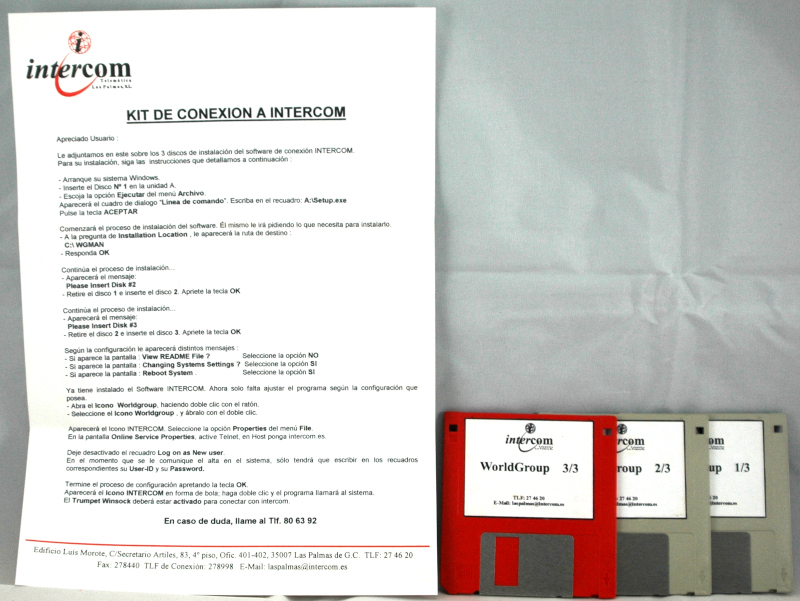 intercom
Telemática
Las Palmas, S.L.
KIT DE CONEXION A INTERCOM
Apreciado Usuario :
Le adjuntamos en este sobre los 3 discos de instalación del software de conexión INTERCOM.
Para su instalación, siga las instrucciones que detallamos a continuación :
- Arranque su sistema Windows.
- Inserte el Disco Nº 1 en la unidad A.
- Escoja la opción Ejecutar del menú Archivo.
Aparecerá el cuadro de dialogo "Linea de comando". Escriba en el recuadro: A:\Setup.exe
Pulse la tecla ACEPTAR
Comenzará el proceso de instalación del software. Él mismo le irá pidiendo lo que necesita para instalarlo.
- A la pregunta de Installation Location , le aparecerá la ruta de destino :
C:\ WGMAN
- Responda OK
Continúa el proceso de instalación...
- Aparecerá el mensaje:
Please Insert Disk #2
- Retire el disco 1 e inserte el disco 2. Apriete la tecla OK
Continúa el proceso de instalación...
- Aparecerá el mensaje:
Please Insert Disk #3
- Retire el disco 2 e inserte el disco 3. Apriete la tecla OK
Según la configuración le aparecerá distintos mensajes :
- Si aparece la pantalla : View README File ? Seleccione la opción NO
- Si aparece la pantalla : Changing Systems Settings ? Seleccione la opción SI
- Si aparece la pantalla : Reboot System . Seleccione la opción SI
Ya tiene instalado el Software INTERCOM. Ahora solo falta ajustar el programa según la configuración que
posea.
- Abra el Icono Worldgroup, haciendo doble clic con el ratón.
- Seleccione el Icono Worldgroup , y ábralo con el doble clic.
Aparecerá el Icono INTERCOM. Seleccione la opción Properties del menú File.
En la pantalla Online Service Properties, active Telnet, en Host ponga intercom.es.
Deje desactivado el recuadro Log on as New user.
En el momento que se le comunique el alta en el sistema, sólo tendrá que escribir en los recuadros
correspondientes su User-ID y su Password.
Termine el proceso de configuración apretando la tecla OK.
Aparecerá el Icono INTERCOM en forma de bola; haga doble clic y el programa llamará al sistema.
El Trumpet Winsock deberá estar activado para conectar con intercom.
En caso de duda, llame al Tlf. 80 63 92
Edificio Luis Morote, C/Secretario Artiles, 83, 4º piso, Ofic. 401-402, 35007 Las Palmas de G.C. TLF: 27 46 20
Fax: 278440 TLF de Conexión: 278998 E-Mail: laspalmas@intercom.es
intercom
WorldGroup 3/3
TLF: 27 46 20
E-Mail: laspalmas@intercom.es
com
roup 2/3
46 20
mas@intercom.es
om
up 1/3
20
@intercom.es